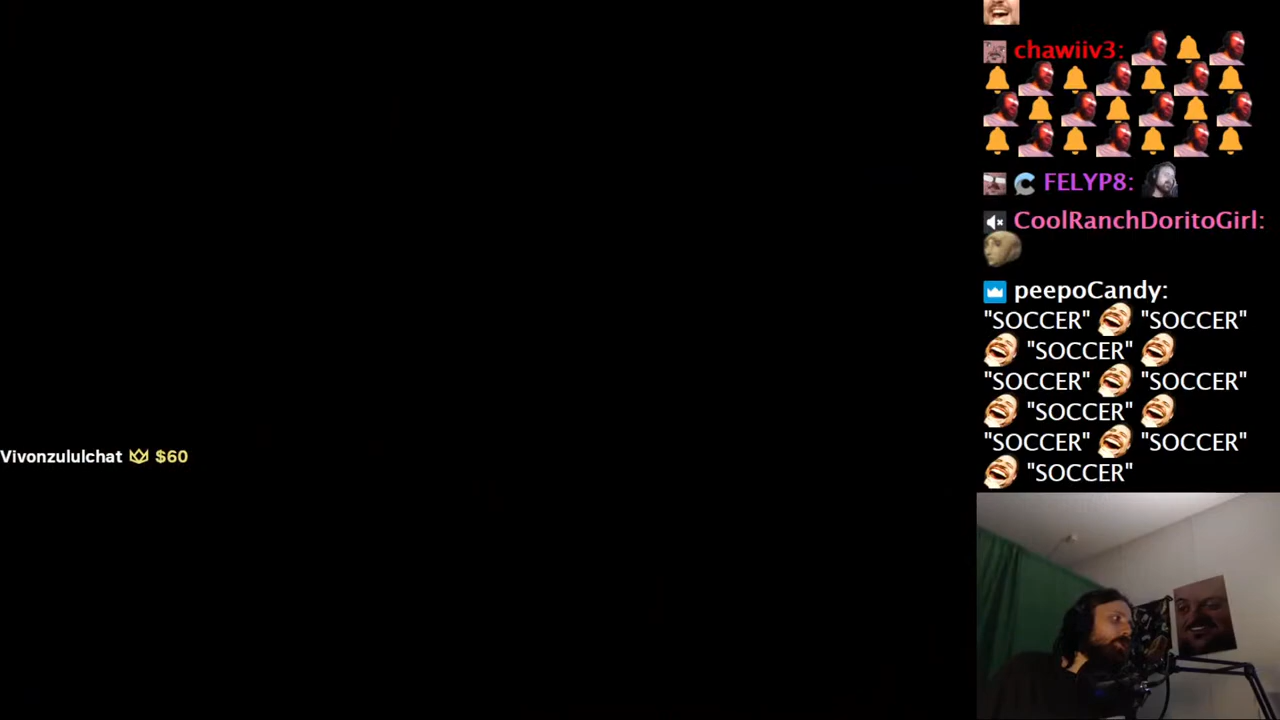 chawiiv3:
FELYP8:
CoolRanchDoritoGirl:
peepoCandy:
"SOCCER" "SOCCER"
"SOCCER"
"SOCCER" "SOCCER"
"SOCCER"
"SOCCER" "SOCCER"
"SOCCER"
Vivonzululchat $60